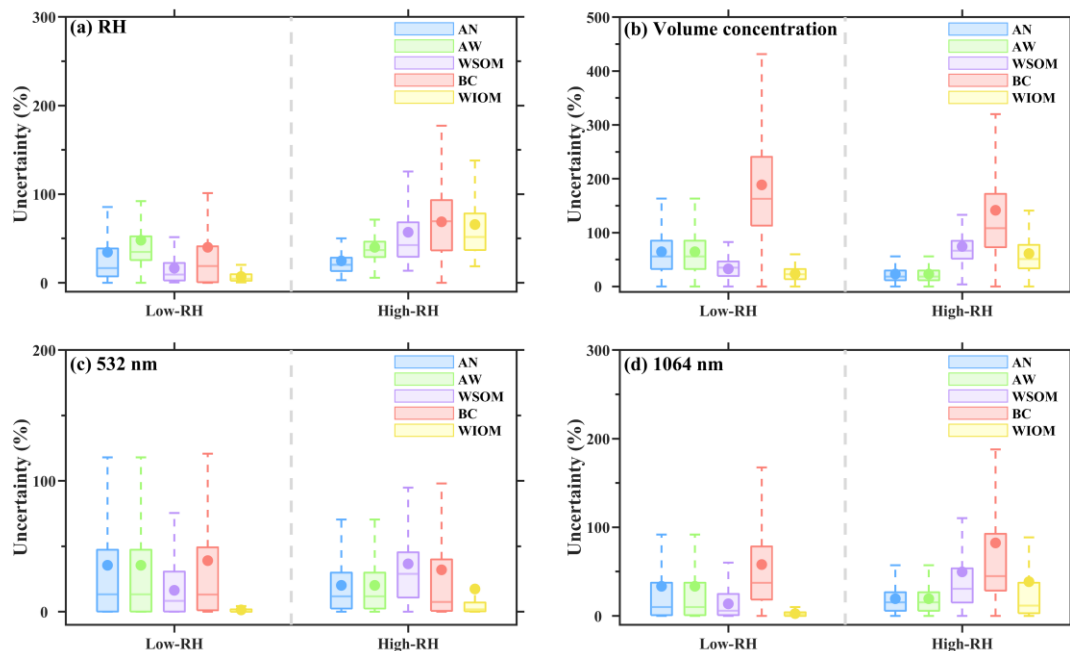 (a) RH
AN
AW
WSOM
BC
WIOM
300
200
100
0
Uncertainty (%)
Low-RH
High-RH
(b) Volume concentration
AN
AW
WSOM
BC
WIOM
500
400
300
200
100
0
Uncertainty (%)
Low-RH
High-RH
(c) 532 nm
AN
AW
WSOM
BC
WIOM
200
100
0
Uncertainty (%)
Low-RH
High-RH
(d) 1064 nm
AN
AW
WSOM
BC
WIOM
300
200
100
0
Uncertainty (%)
Low-RH
High-RH